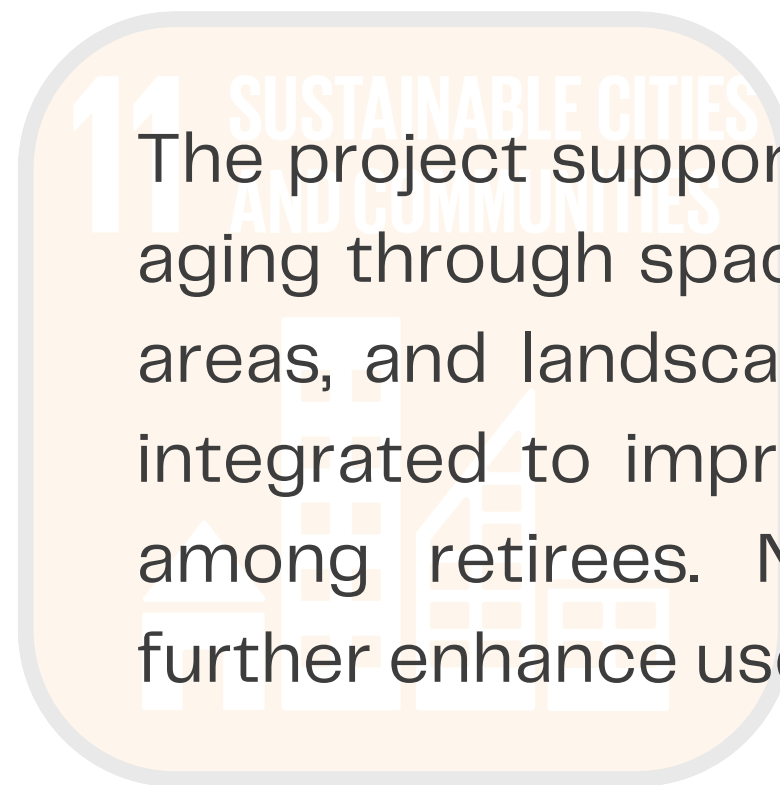 11 SUSTAINABLE CITIES
AND COMMUNITIES
The project suppor
aging through spac
areas, and landsca
integrated to impr
among retirees. N
further enhance us